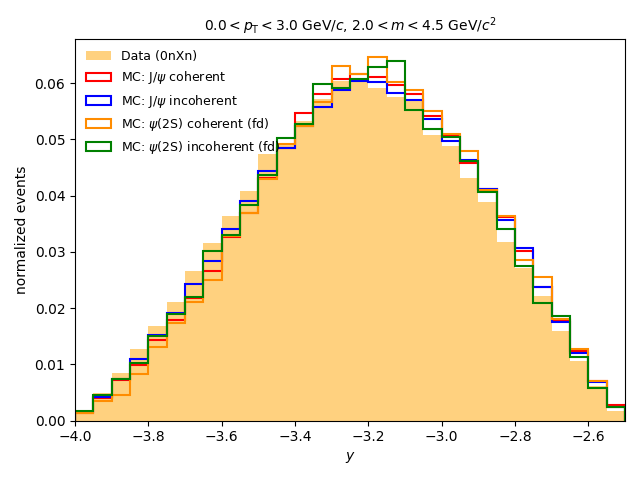 0.0 < p_T < 3.0 GeV/c, 2.0 < m < 4.5 GeV/c²
Data (0nXn)
MC: J/ψ coherent
MC: J/ψ incoherent
MC: ψ(2S) coherent (fd)
MC: ψ(2S) incoherent (fd)
normalized events
0.06
0.05
0.04
0.03
0.02
0.01
0.00
−4.0 −3.8 −3.6 −3.4 −3.2 −3.0 −2.8 −2.6
y